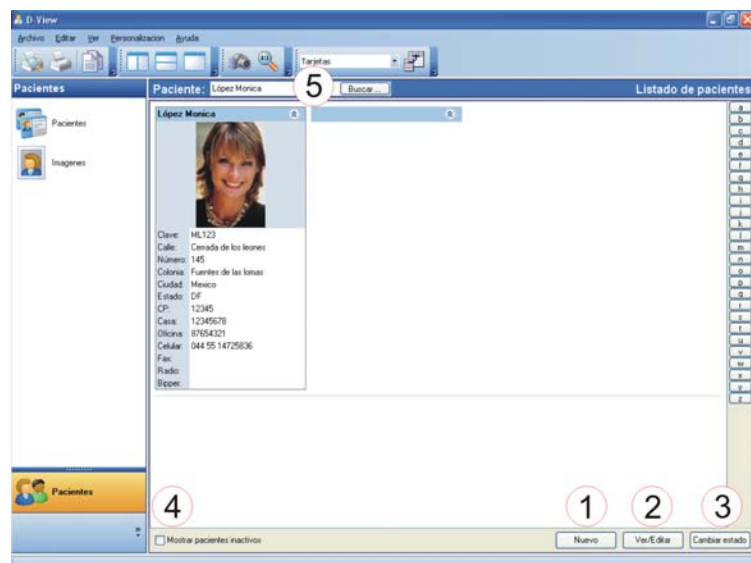 D-View
Archivo Editar Ver Personalizacion Ayuda
Tarjetas
Pacientes
Paciente: López Monica 5 Buscar... Listado de pacientes
Pacientes
Imagenes
López Monica
Clave: ML123
Calle: Cerrada de los leones
Número: 145
Colonia: Fuentes de las lomas
Ciudad: Mexico
Estado: DF
CP: 12345
Casa: 12345678
Oficina: 87654321
Celular: 044 55 14725836
Fax:
Radio:
Bipper:
a
b
c
d
e
f
g
h
i
j
k
l
m
n
o
p
q
r
s
t
u
v
w
x
y
z
Pacientes
4 1 2 3
Mostrar pacientes inactivos Nuevo Ver/Editar Cambiar estado